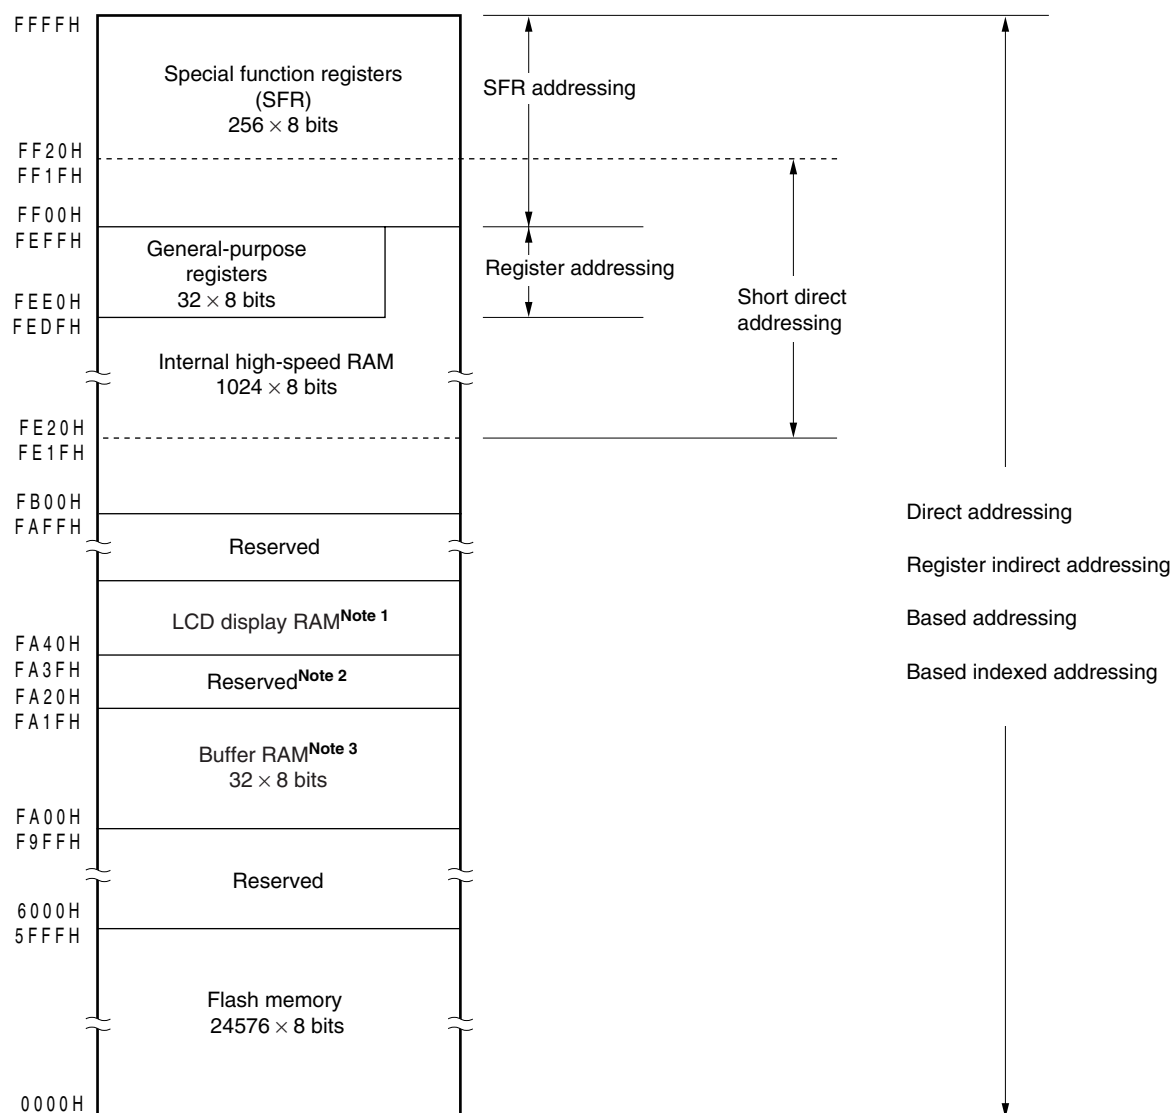 FFFFH
Special function registers
(SFR)
256 × 8 bits
SFR addressing
FF20H
FF1FH
FF00H
FEFFH
General-purpose
registers
32 × 8 bits
Register addressing
Short direct
addressing
FEE0H
FEDFH
Internal high-speed RAM
1024 × 8 bits
FE20H
FE1FH
FB00H
FAFFH
Reserved
Direct addressing
Register indirect addressing
Based addressing
Based indexed addressing
LCD display RAMNote 1
FA40H
FA3FH
ReservedNote 2
FA20H
FA1FH
Buffer RAMNote 3
32 × 8 bits
FA00H
F9FFH
Reserved
6000H
5FFFH
Flash memory
24576 × 8 bits
0000H